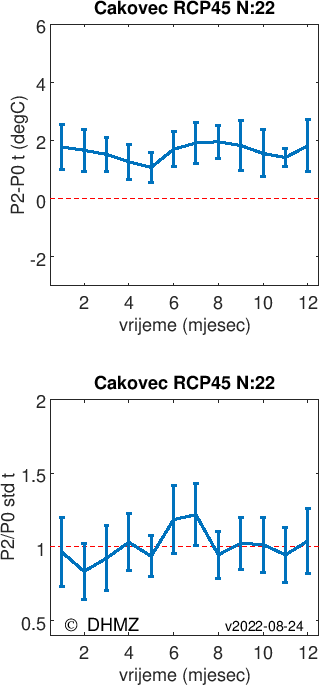 Cakovec RCP45 N:22
6
4
2
0
-2
P2-P0 t (degC)
2 4 6 8 10 12
vrijeme (mjesec)
Cakovec RCP45 N:22
2
1.5
1
0.5
P2/P0 std t
© DHMZ
v2022-08-24
2 4 6 8 10 12
vrijeme (mjesec)